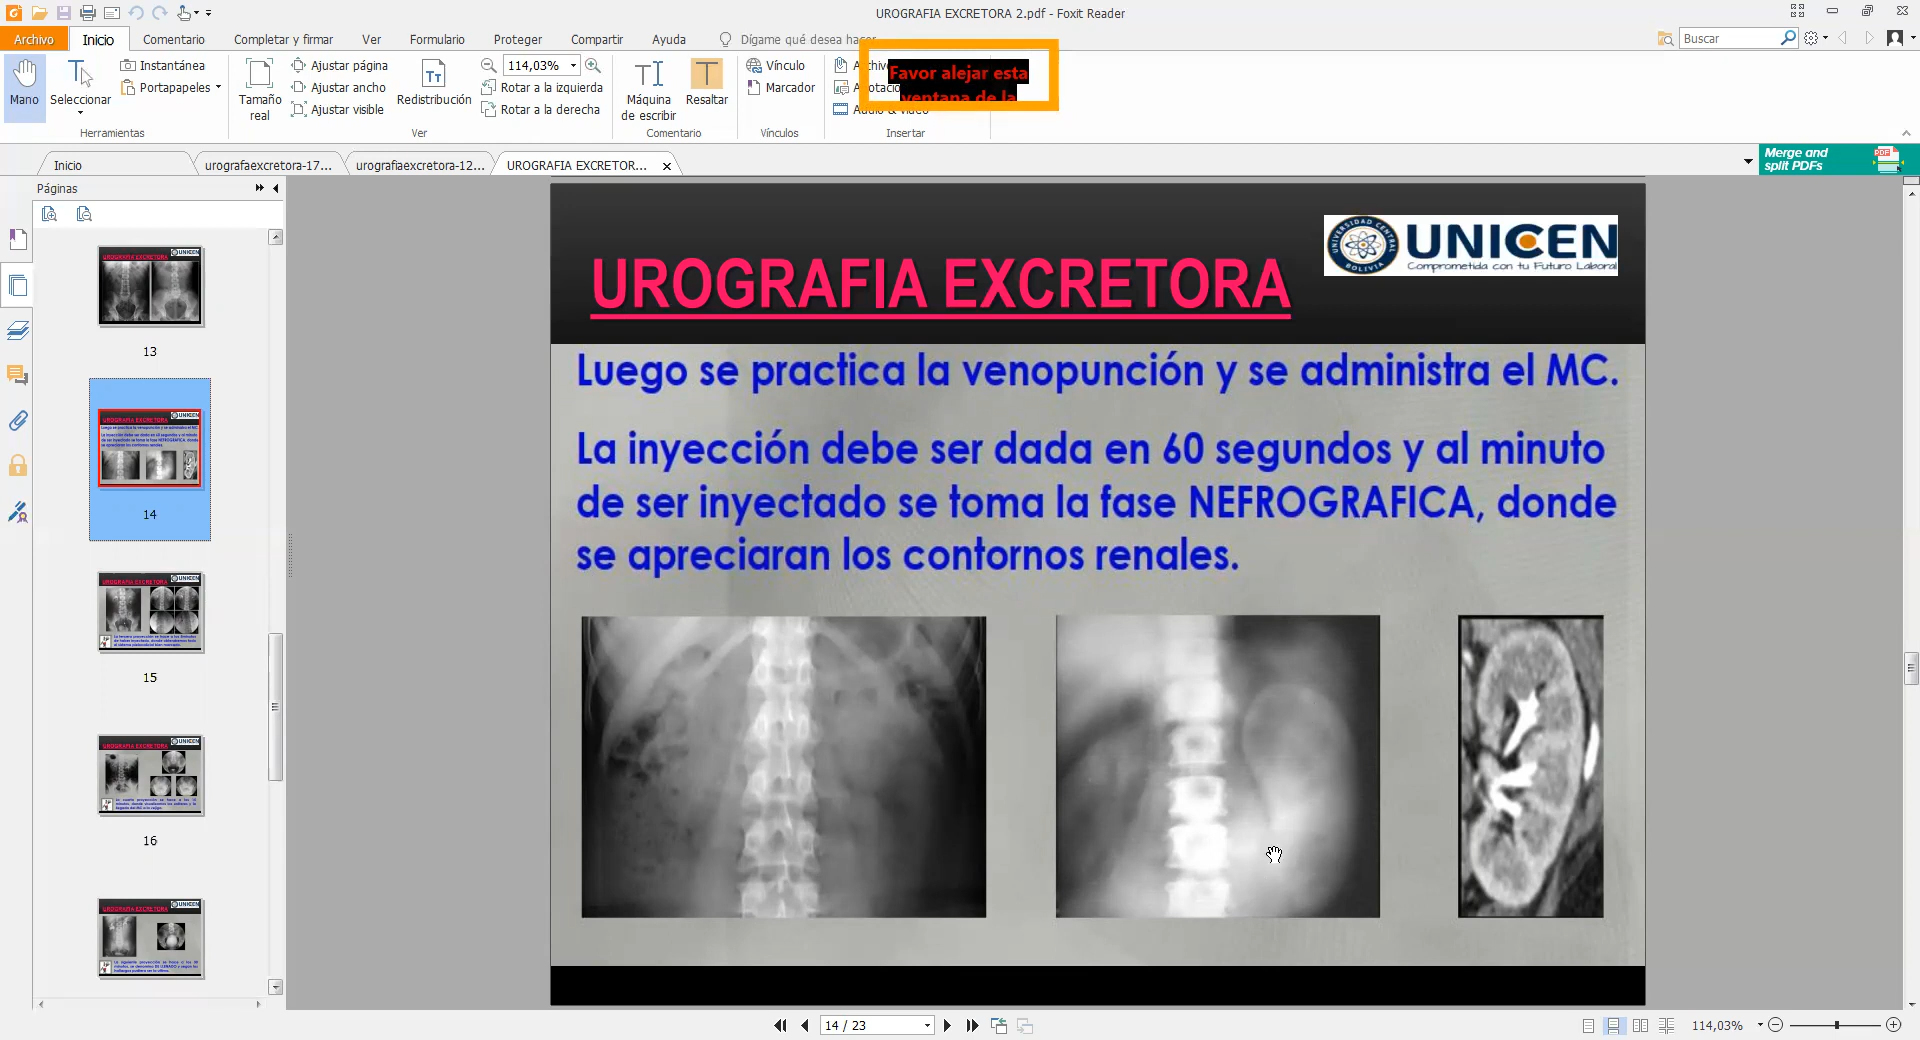 UROGRAFIA EXCRETORA 2.pdf - Foxit Reader
Archivo
Inicio
Comentario
Completar y firmar
Ver
Formulario
Proteger
Compartir
Ayuda
Dígame qué desea hacer
Buscar
Mano
Seleccionar
Instantánea
Portapapeles
Herramientas
Tamaño
real
Ajustar página
Ajustar ancho
Ajustar visible
Redistribución
114,03%
Rotar a la izquierda
Rotar a la derecha
Ver
Máquina
de escribir
Resaltar
Comentario
Vínculo
Marcador
Vínculos
Favor alejar esta
ventana de la
Insertar
Inicio
urografaexcretora-17...
urografiaexcretora-12...
UROGRAFIA EXCRETOR...
Merge and
split PDFs
Páginas
13
14
15
16
UROGRAFIA EXCRETORA
UNIVERSIDAD CENTRAL
BOLIVIA
UNICEN
Comprometida con tu Futuro Laboral
Luego se practica la venopunción y se administra el MC.
La inyección debe ser dada en 60 segundos y al minuto
de ser inyectado se toma la fase NEFROGRAFICA, donde
se apreciaran los contornos renales.
14 / 23
114,03%